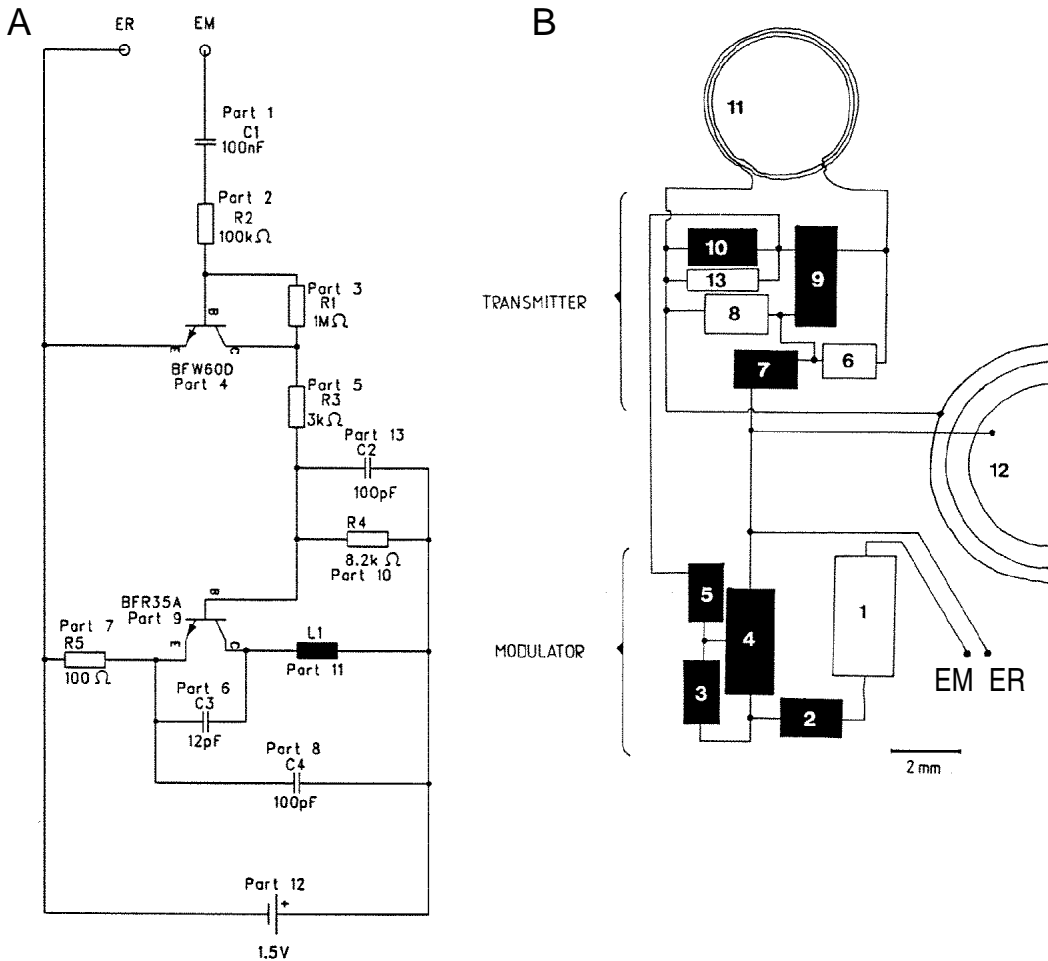 A
B
ER EM
Part 1
C1
100nF
Part 2
R2
100kΩ
Part 3
R1
1MΩ
B
E
C
BFW60D
Part 4
Part 5
R3
3kΩ
Part 13
C2
100pF
R4
8.2k Ω
Part 10
B
BFR35A
Part 9
E
C
Part 7
R5
100 Ω
L1
Part 11
Part 6
C3
12pF
Part 8
C4
100pF
Part 12
+
1.5V
11
TRANSMITTER
10
13
9
8
7
6
12
MODULATOR
5
4
3
2
1
EM ER
2 mm